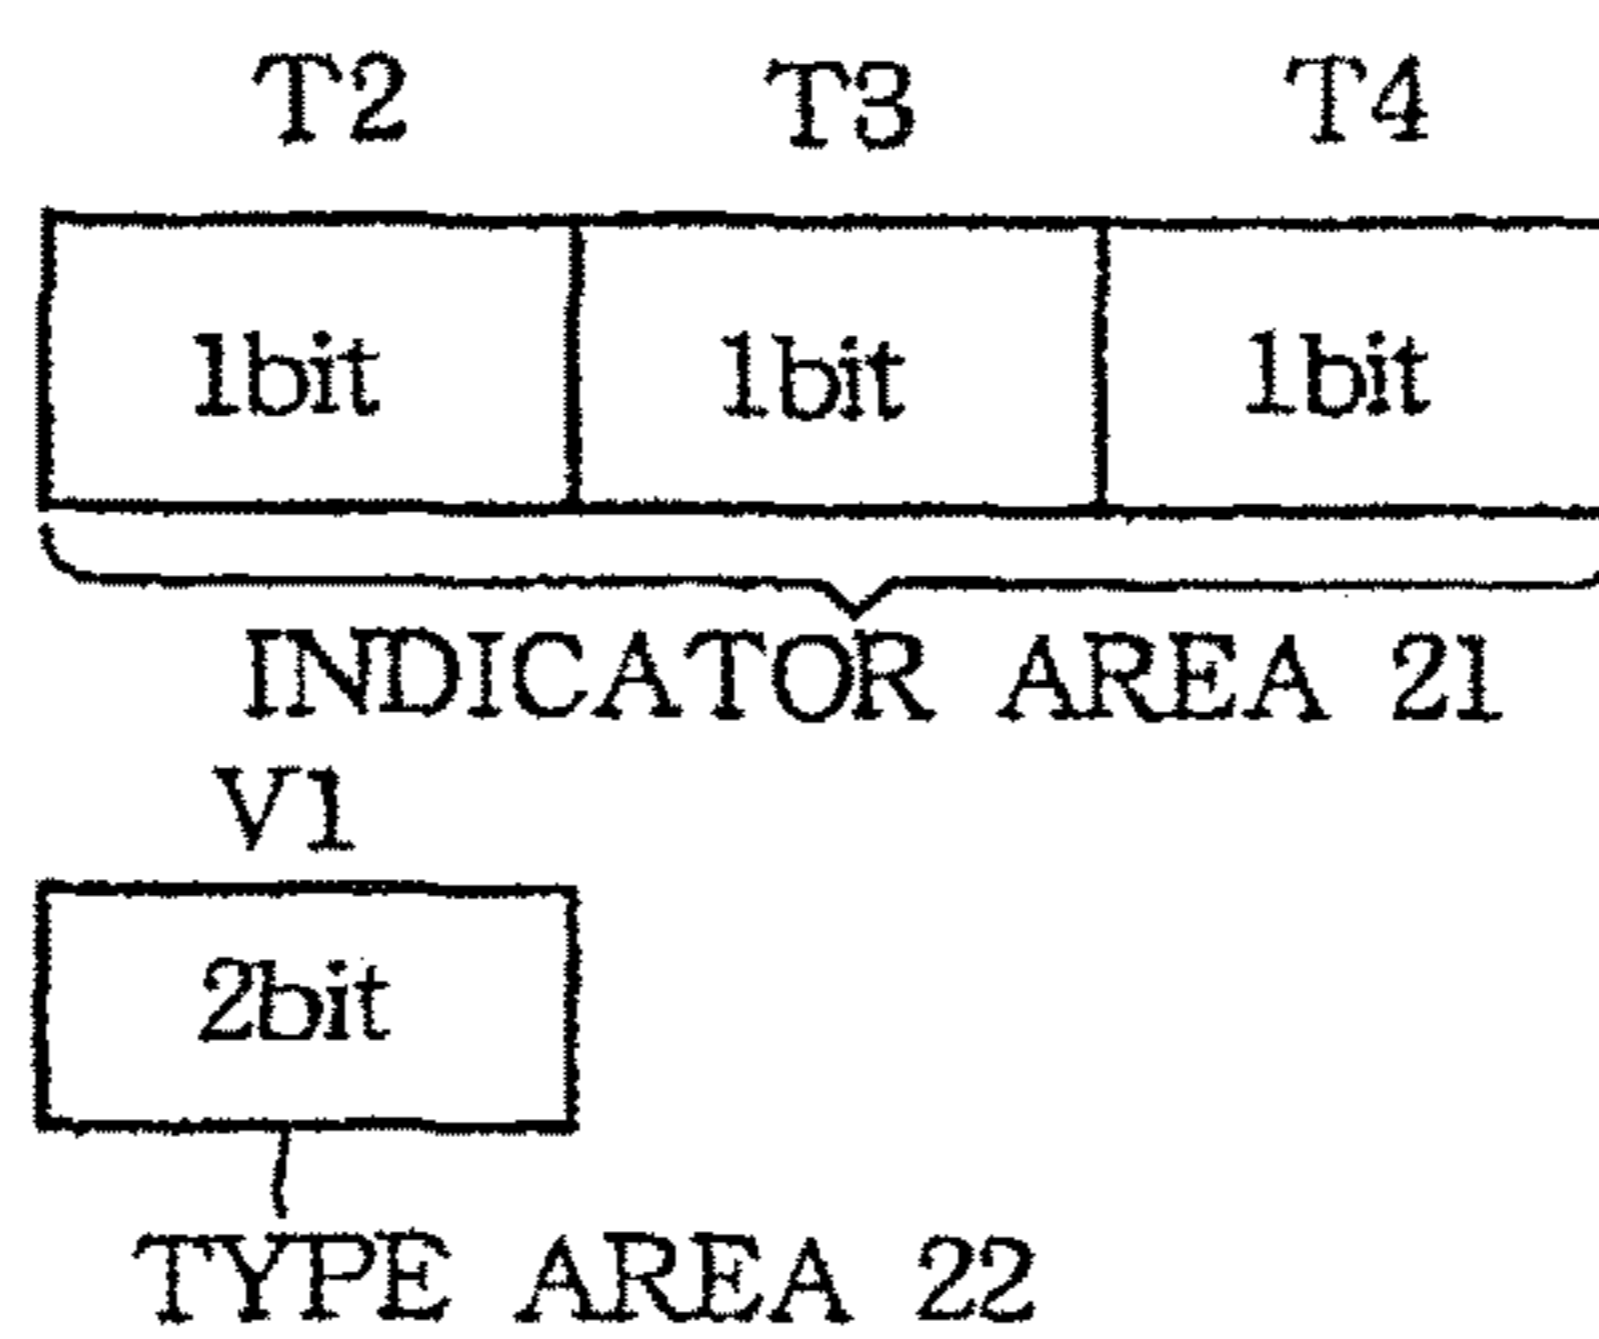 T2 T3 T4
1bit 1bit 1bit
INDICATOR AREA 21
V1
2bit
TYPE AREA 22